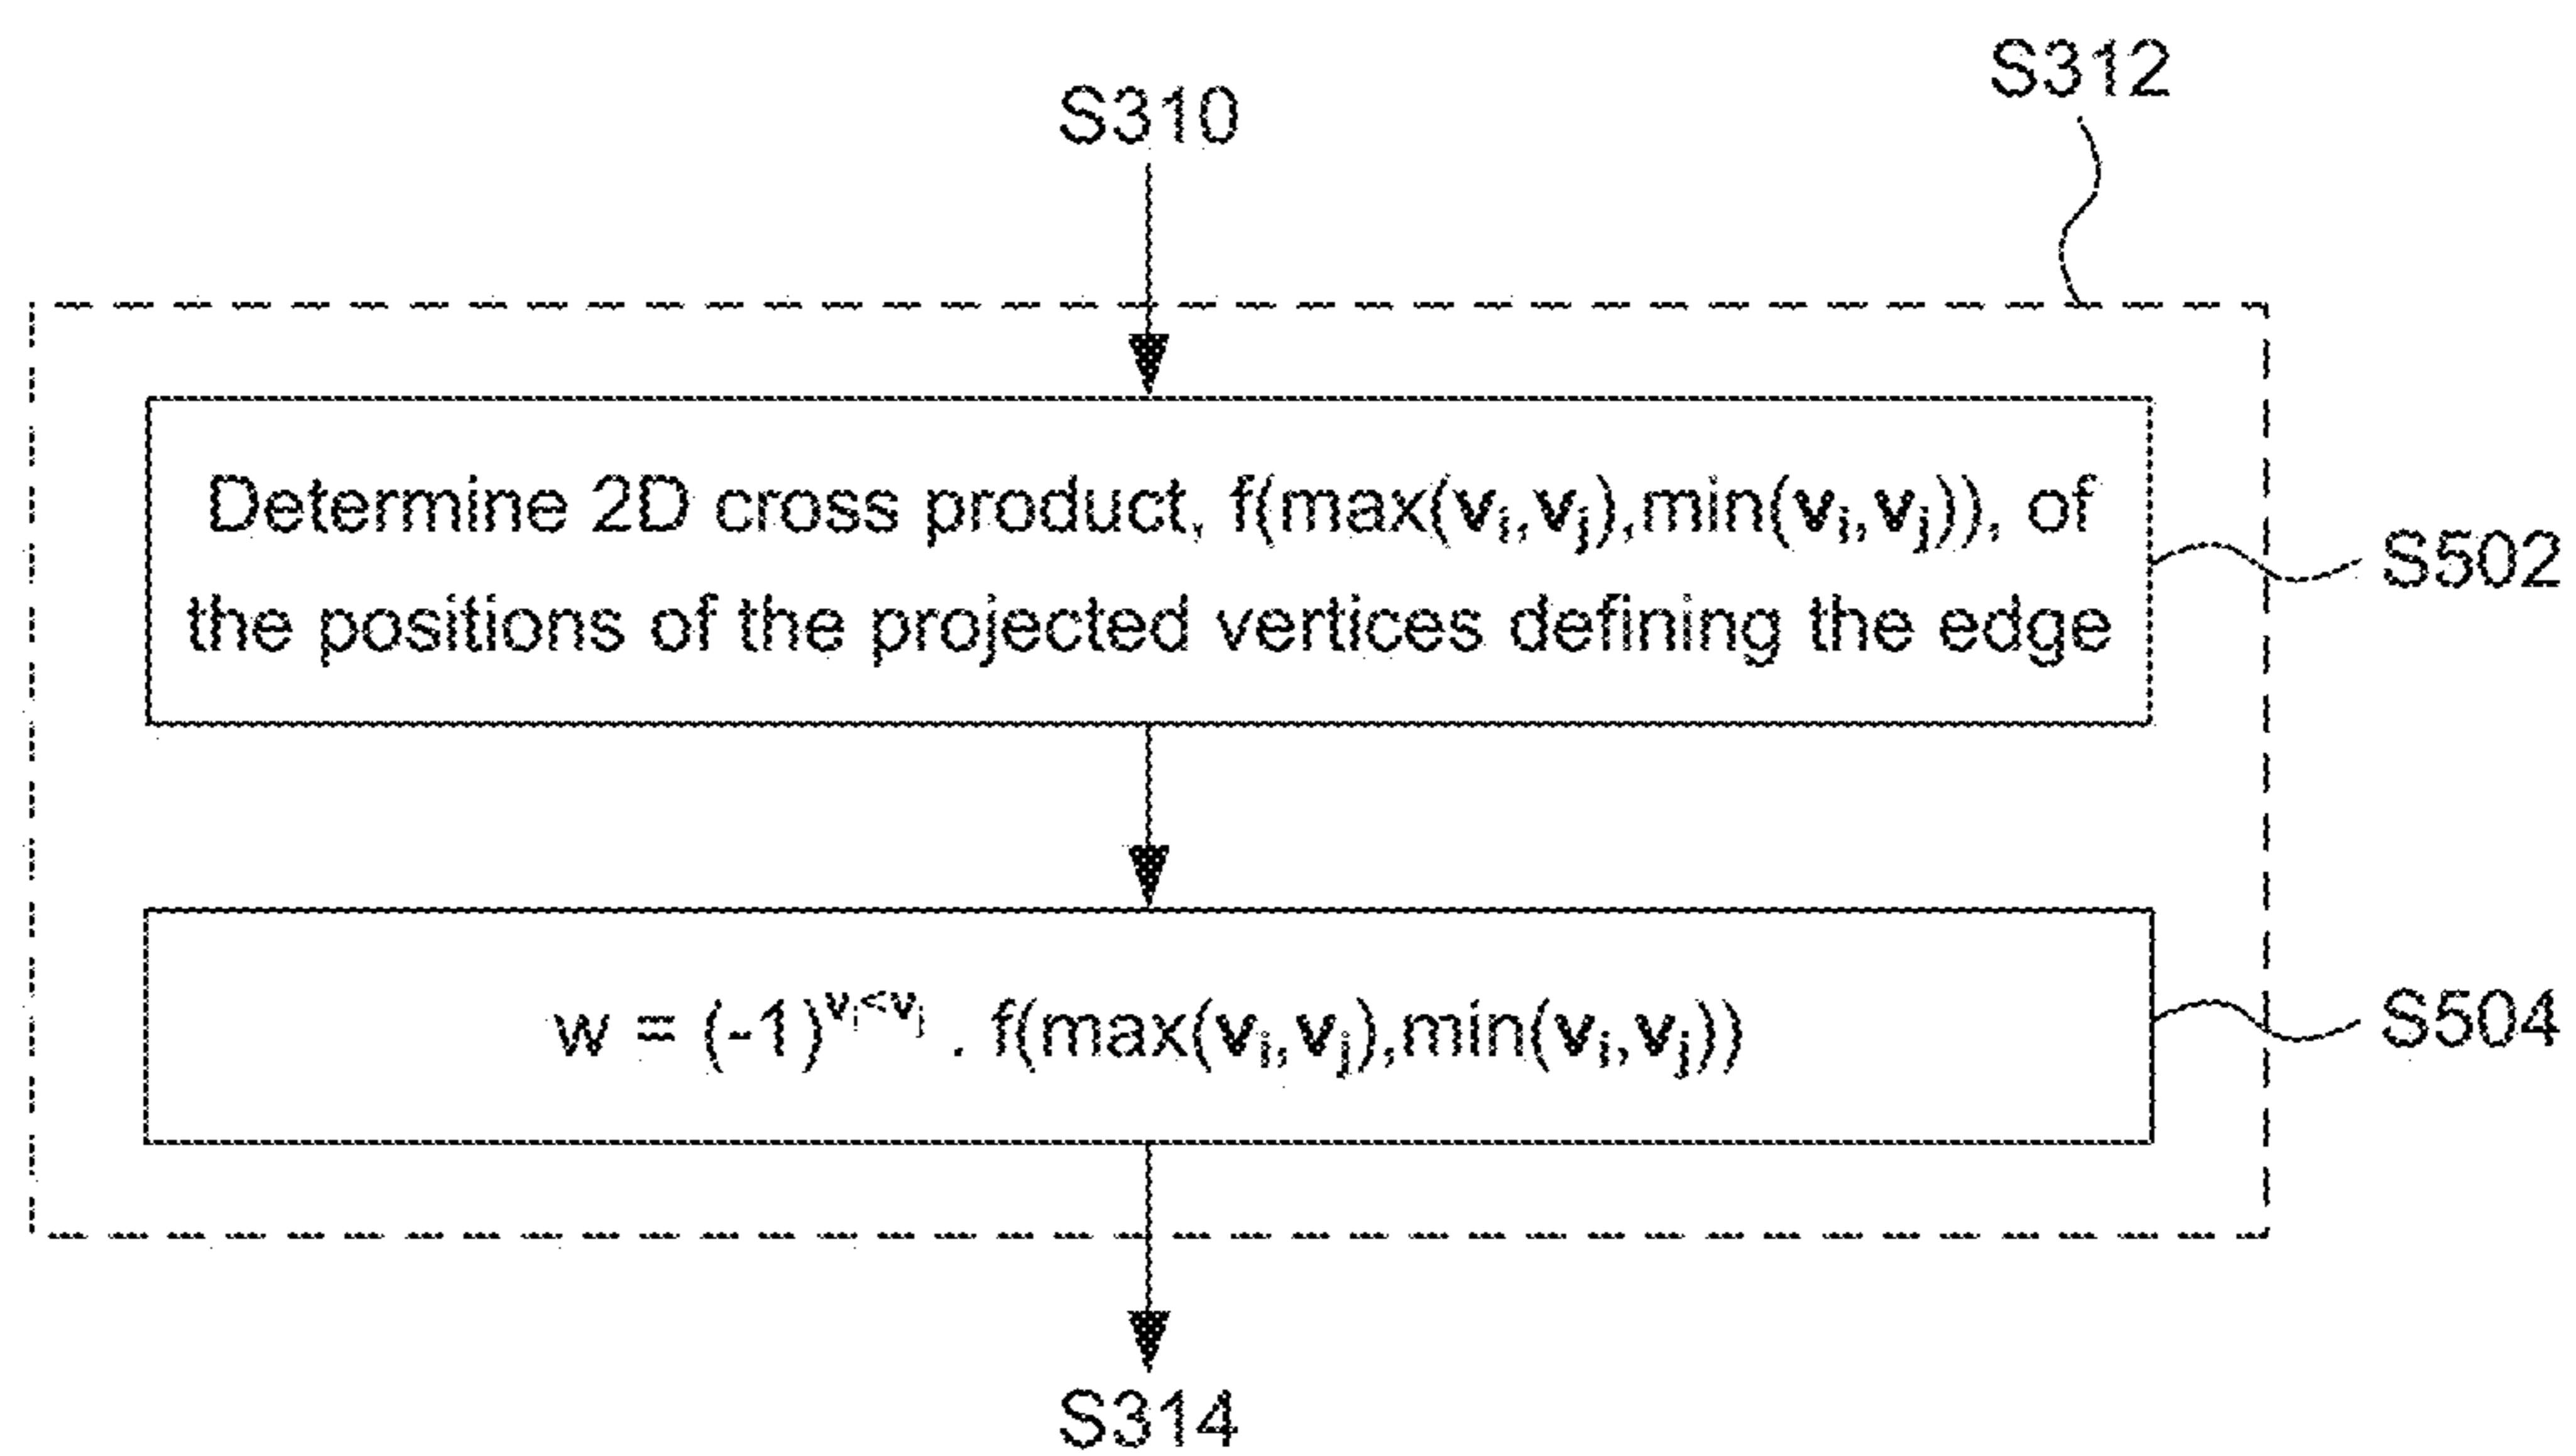 S312
S310
Determine 2D cross product, f(max(vᵢ,vⱼ),min(vᵢ,vⱼ)), of
the positions of the projected vertices defining the edge
S502
w = (-1)^vᵢ<vⱼ . f(max(vᵢ,vⱼ),min(vᵢ,vⱼ))
S504
S314